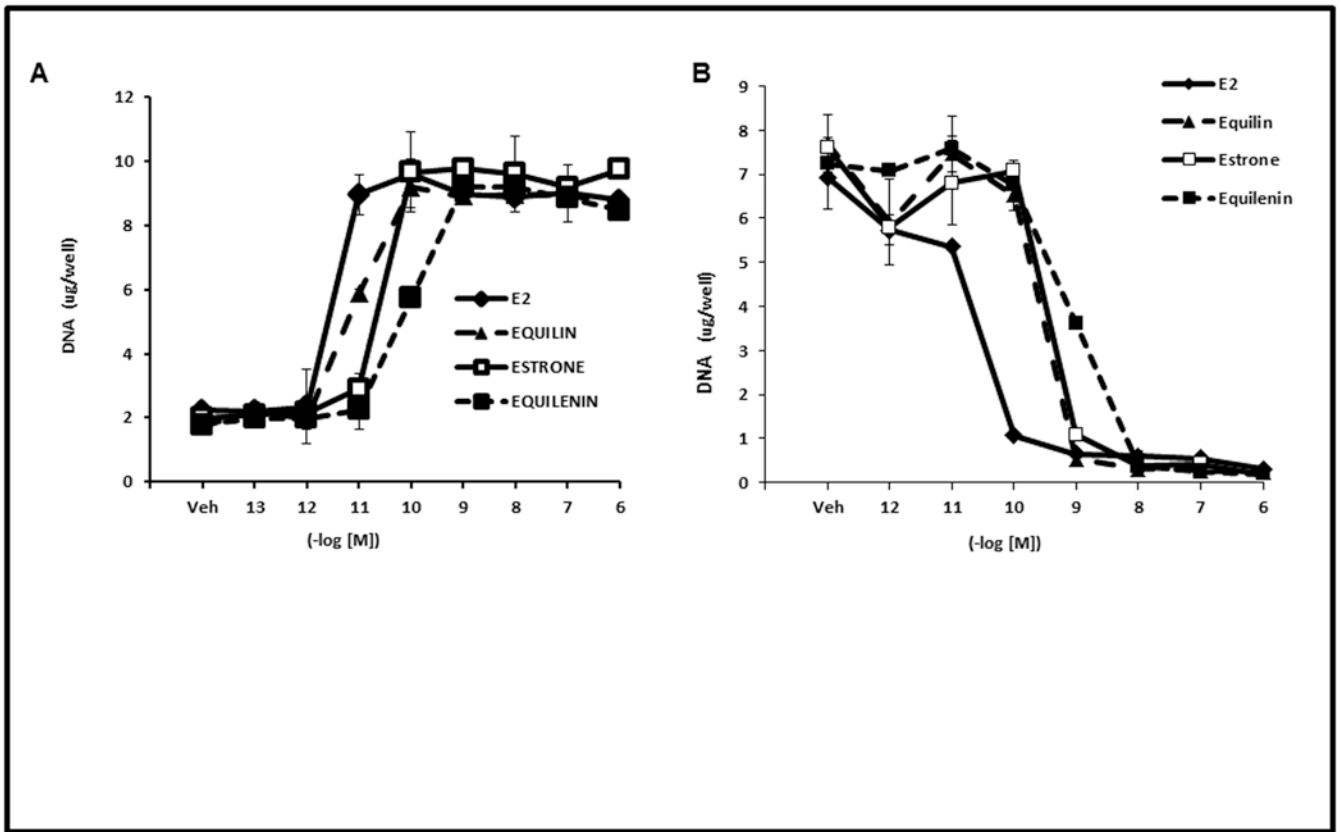 A
12
10
8
6
4
2
0
DNA (ug/well)
E2
EQUILIN
ESTRONE
EQUILENIN
Veh 13 12 11 10 9 8 7 6
(-log [M])
B
9
8
7
6
5
4
3
2
1
0
DNA (ug/well)
E2
Equilin
Estrone
Equilenin
Veh 12 11 10 9 8 7 6
(-log [M])